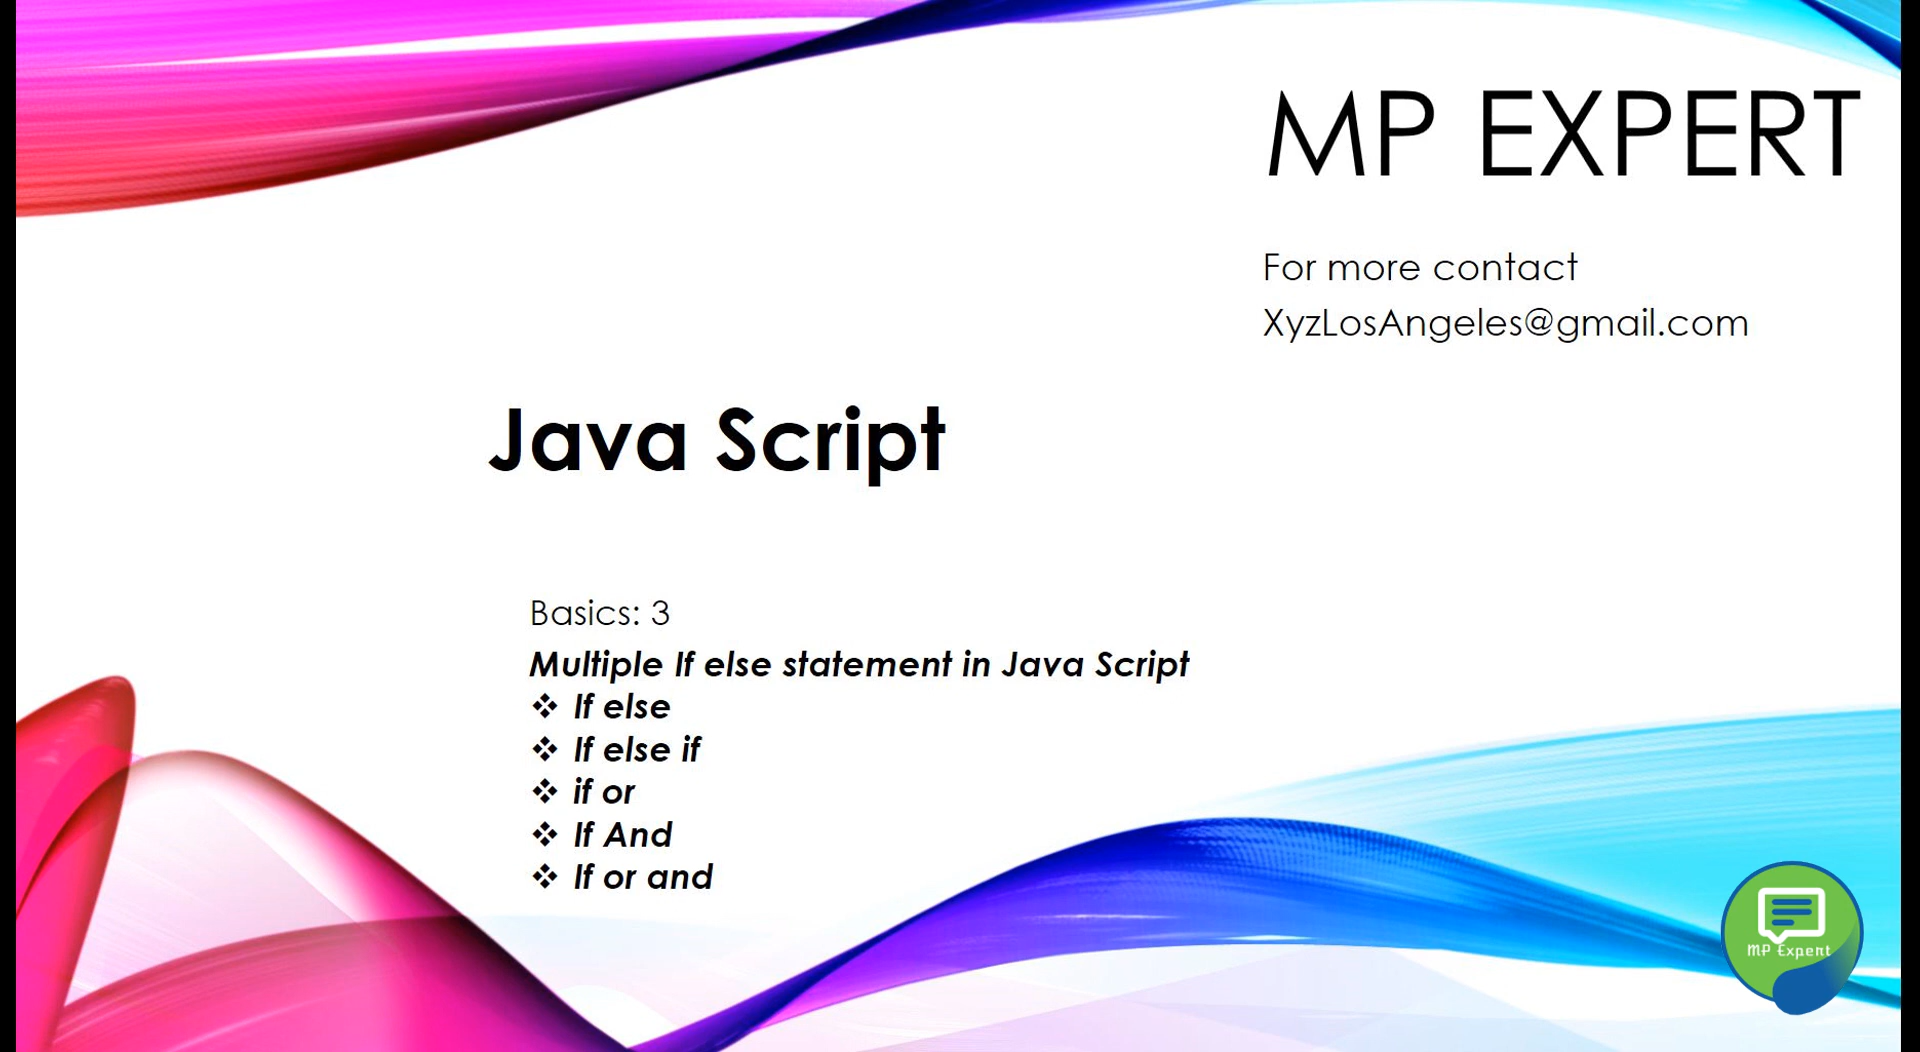 MP EXPERT
For more contact
XyzLosAngeles@gmail.com
Java Script
Basics: 3
Multiple If else statement in Java Script
❖ If else
❖ If else if
❖ if or
❖ If And
❖ If or and
MP Expert